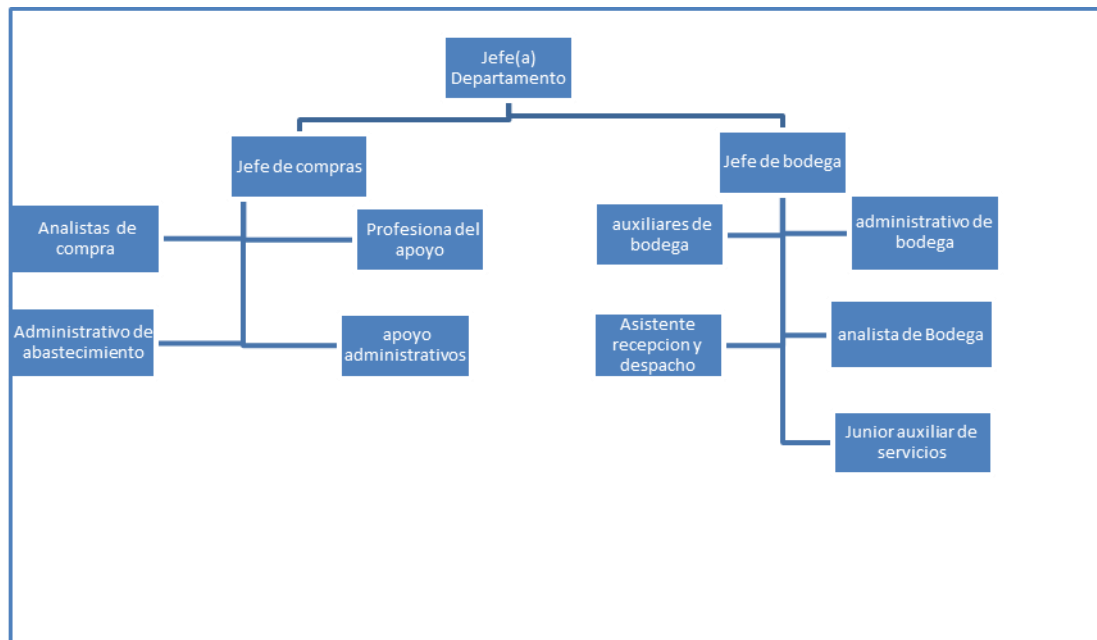 Jefe(a)
Departamento
Jefe de compras
Jefe de bodega
Analistas de
compra
Profesiona del
apoyo
auxiliares de
bodega
administrativo de
bodega
Administrativo de
abastecimiento
apoyo
administrativos
Asistente
recepcion y
despacho
analista de Bodega
Junior auxiliar de
servicios